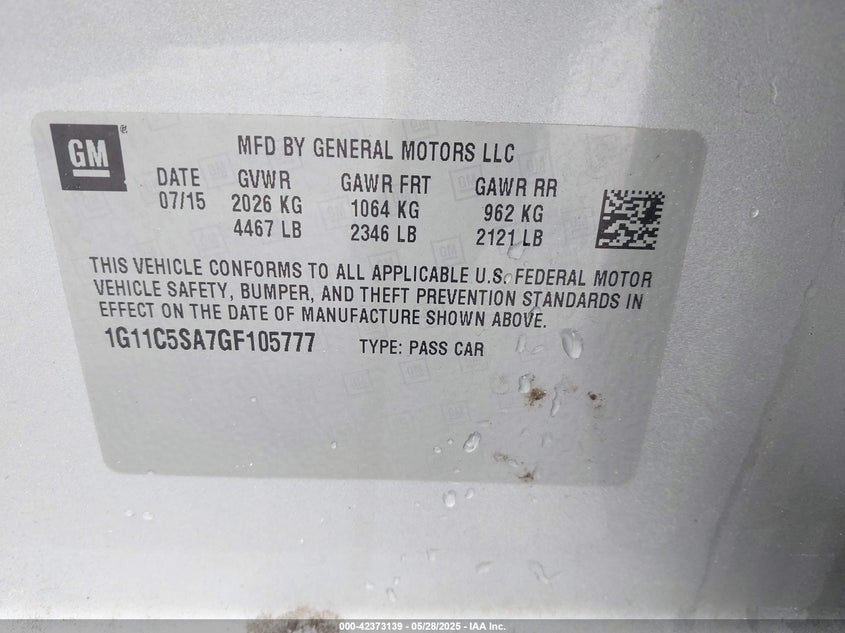 GM
MFD BY GENERAL MOTORS LLC
DATE GVWR GAWR FRT GAWR RR
07/15 2026 KG 1064 KG 962 KG
4467 LB 2346 LB 2121 LB
THIS VEHICLE CONFORMS TO ALL APPLICABLE U.S. FEDERAL MOTOR
VEHICLE SAFETY, BUMPER, AND THEFT PREVENTION STANDARDS IN
EFFECT ON THE DATE OF MANUFACTURE SHOWN ABOVE.
1G11C5SA7GF105777 TYPE: PASS CAR
000-42373139 - 05/28/2025 - IAA Inc.